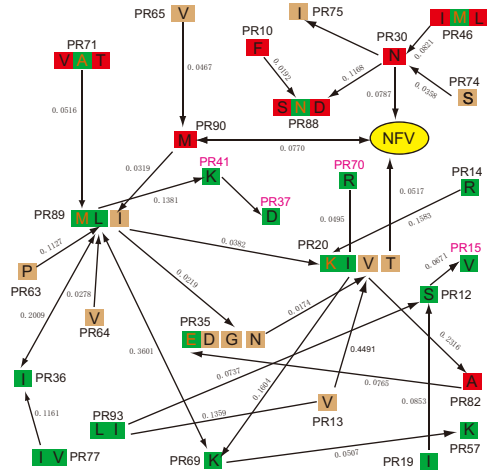 PR65 V
I PR75
PR10
F
PR30
N
I M L PR46
PR71
V A T
0.0821
0.0192
0.1168
0.0467
0.0787
0.0358
PR74
S
S N D
PR88
0.0516
M PR90
0.0770
NFV
0.0319
PR41
K
PR70
R
PR14
R
0.1381
PR37
D
0.0517
0.1583
0.0495
PR89 M L I
0.0382
PR20
K I V T
PR15
V
0.0671
P
PR63
0.1127
0.0278
0.0219
S PR12
V
PR64
0.2009
0.0174
PR35
E D G N
0.2316
0.4491
0.3601
0.0737
0.1604
0.0765
A
PR82
I PR36
PR93
L I
0.1359
V
PR13
0.0853
0.1161
I V PR77
PR69 K
0.0507
K
PR57
PR19 I